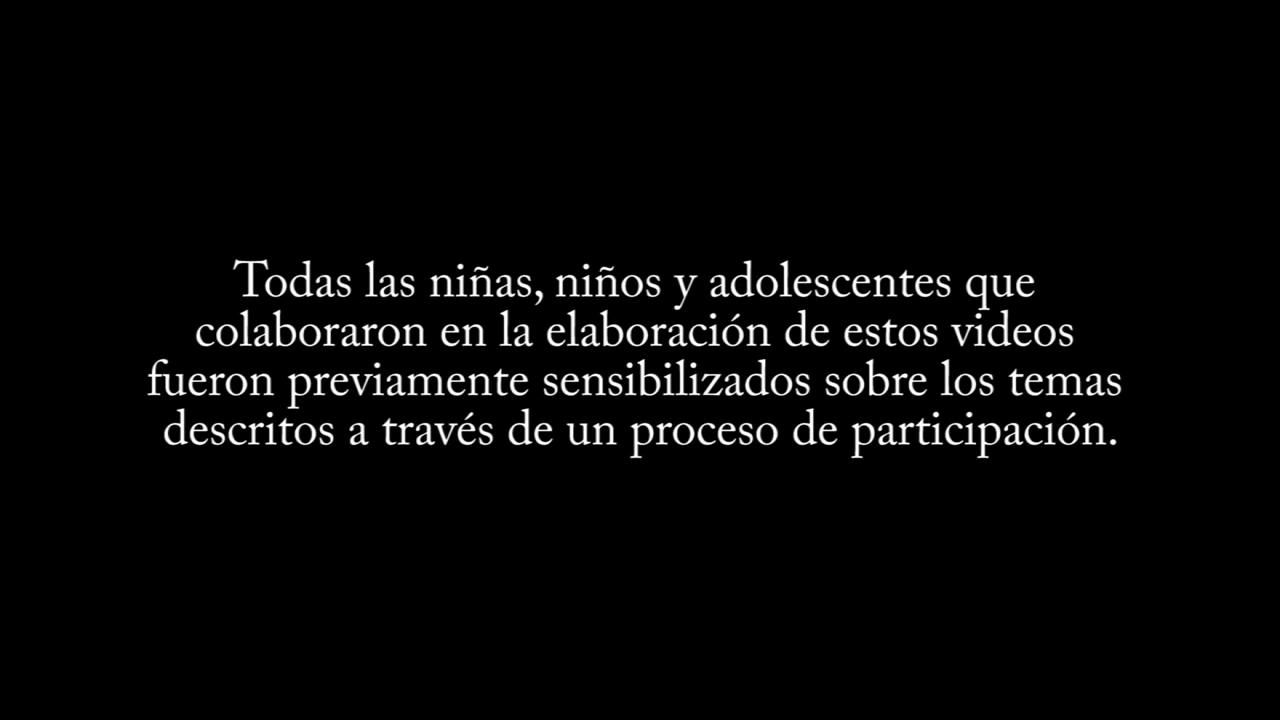 Todas las niñas, niños y adolescentes que
colaboraron en la elaboración de estos videos
fueron previamente sensibilizados sobre los temas
descritos a través de un proceso de participación.